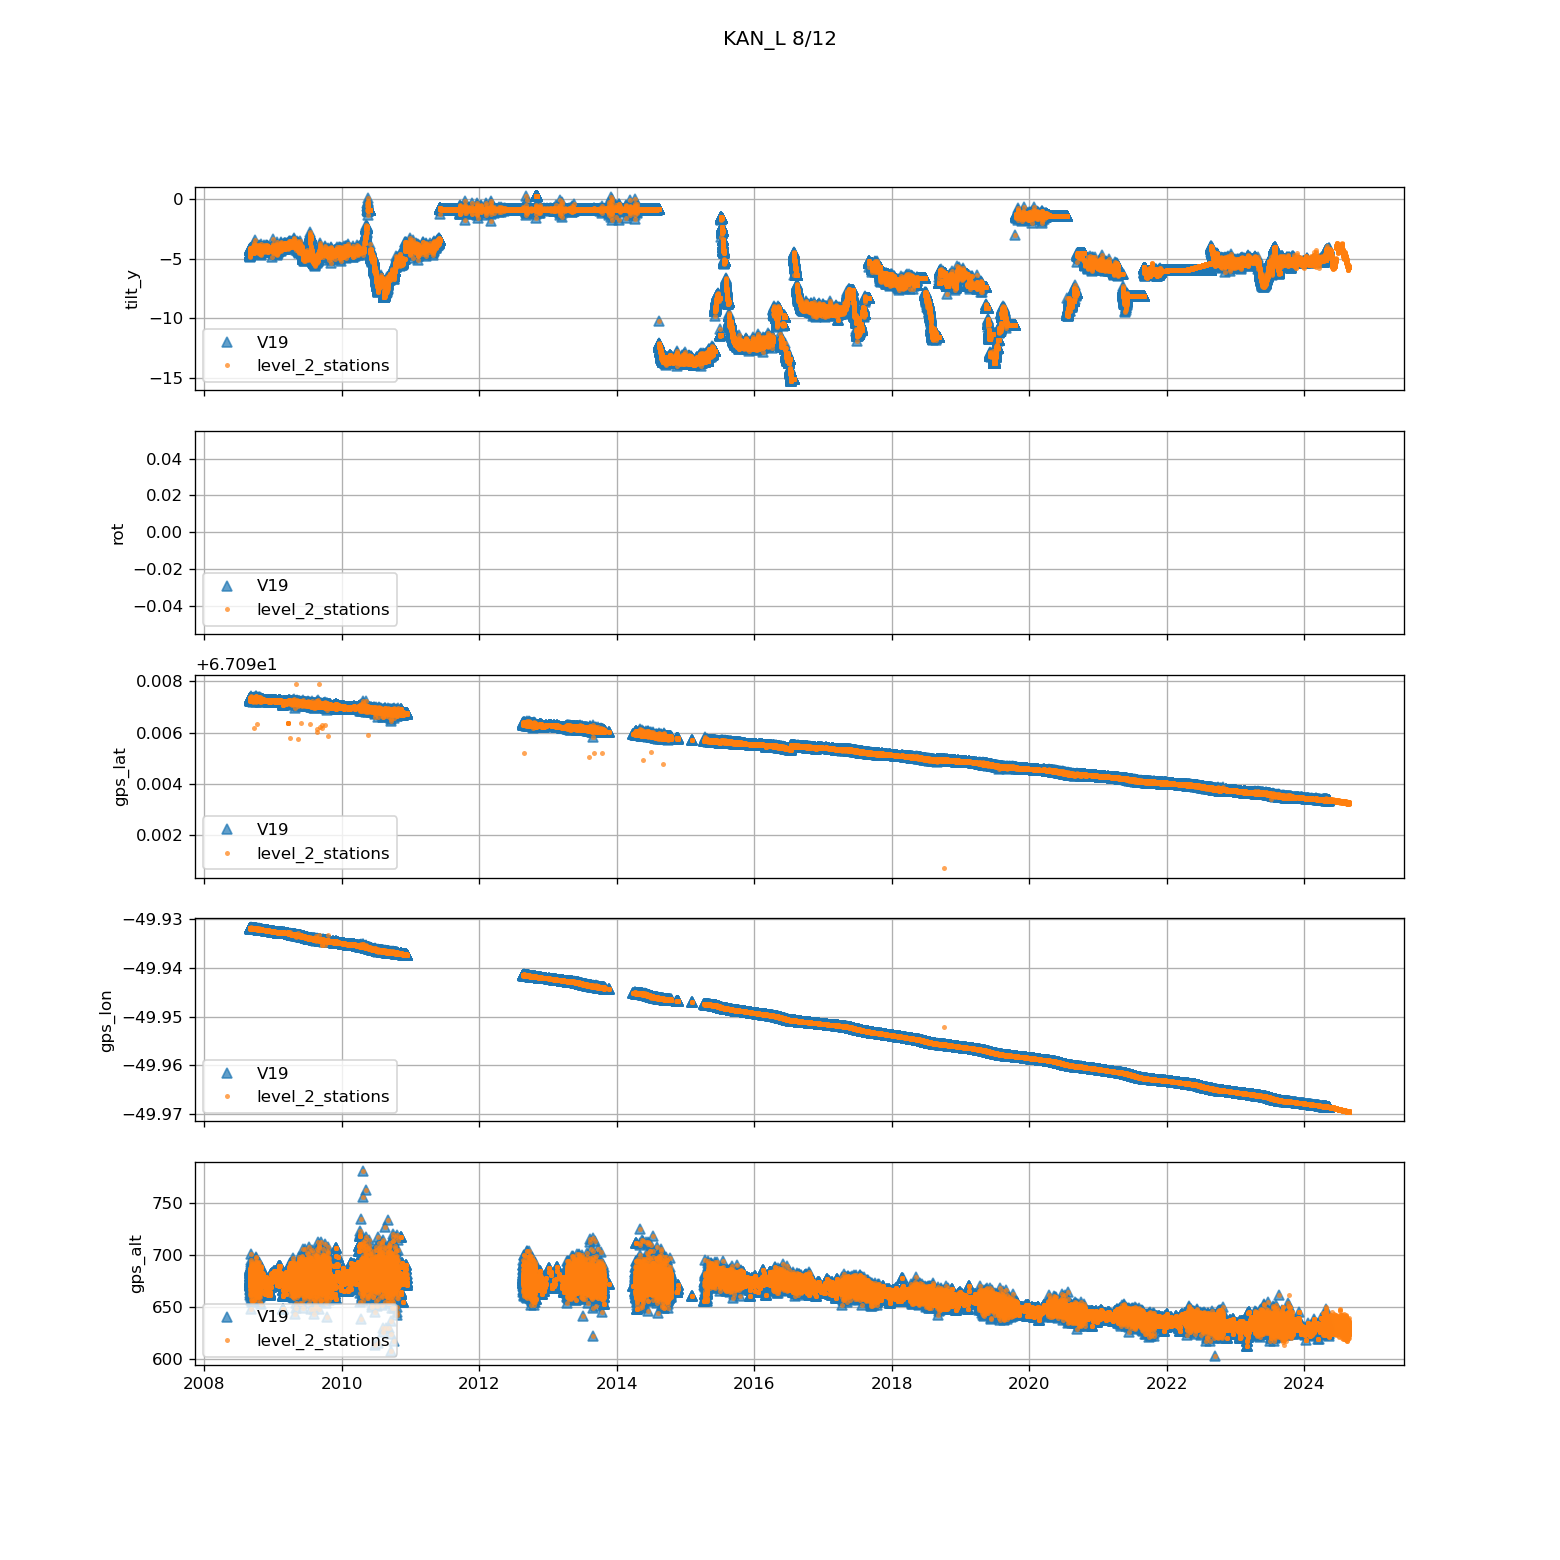 KAN_L 8/12
0
−5
−10
−15
tilt_y
V19
level_2_stations
0.04
0.02
0.00
−0.02
−0.04
rot
V19
level_2_stations
+6.709e1
0.008
0.006
0.004
0.002
gps_lat
V19
level_2_stations
−49.93
−49.94
−49.95
−49.96
−49.97
gps_lon
V19
level_2_stations
750
700
650
600
gps_alt
V19
level_2_stations
2008 2010 2012 2014 2016 2018 2020 2022 2024